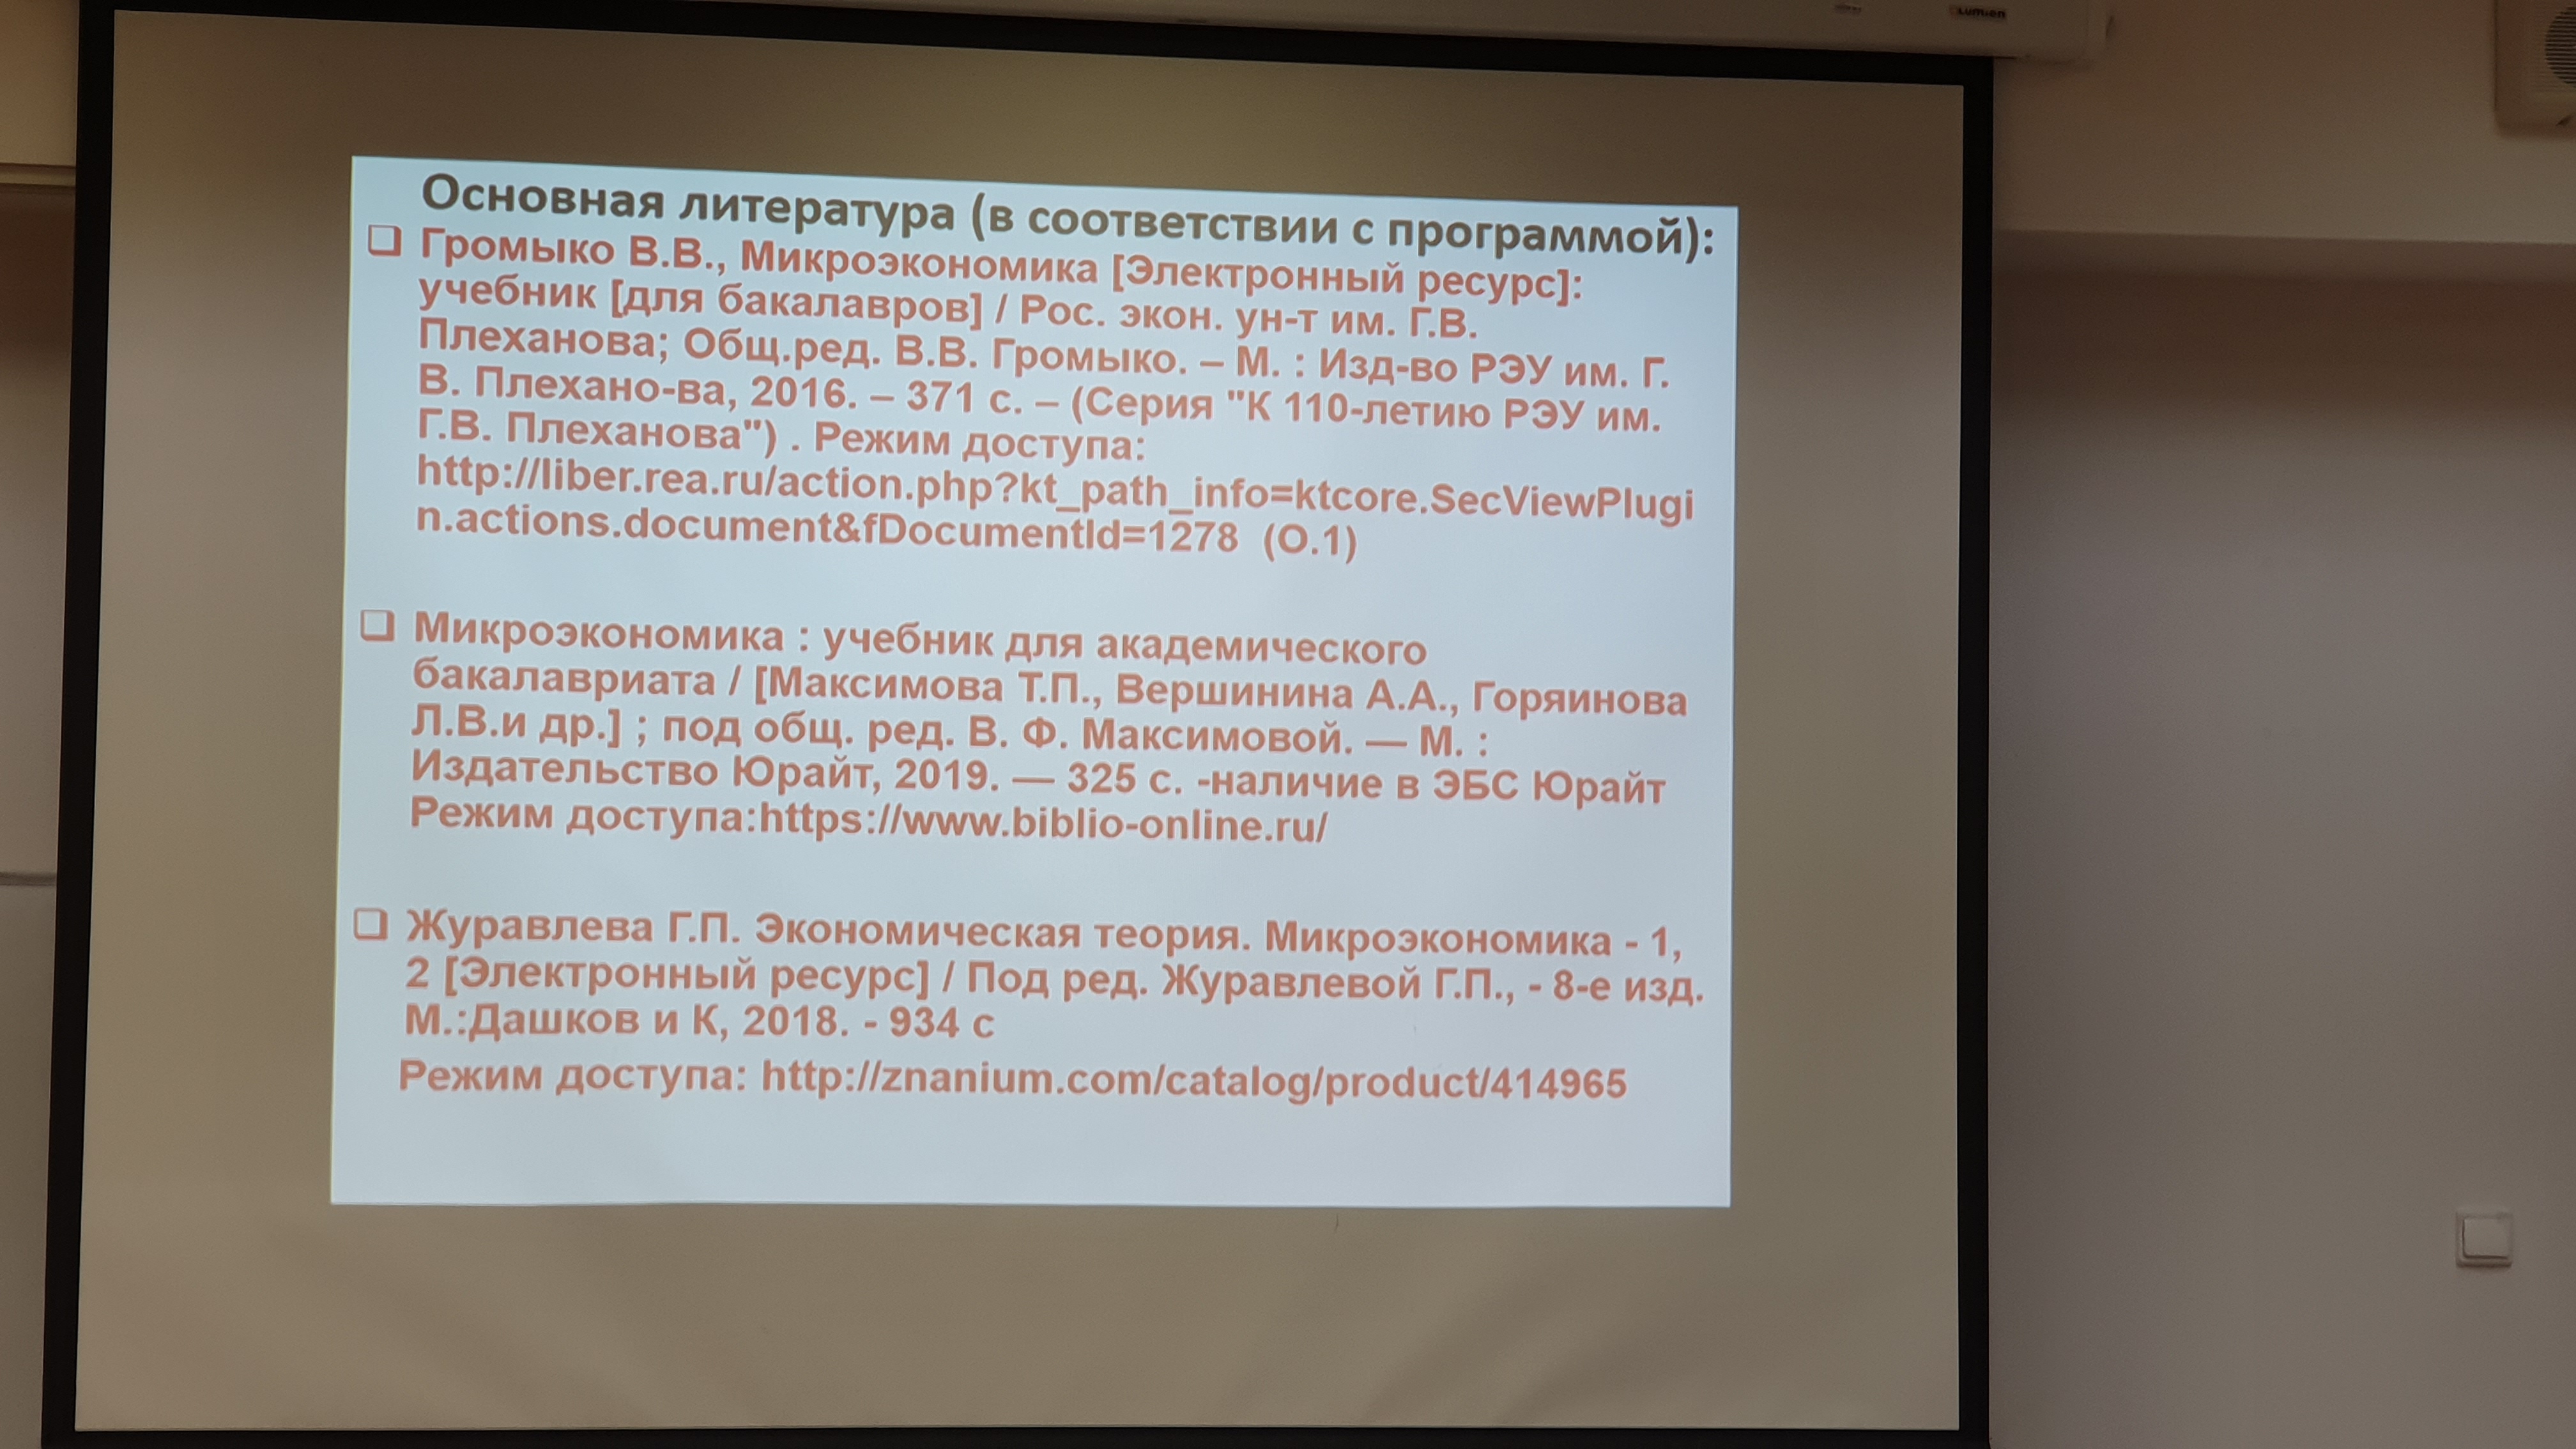 Lumien
Основная литература (в соответствии с программой):
Громыко В.В., Микроэкономика [Электронный ресурс]:
учебник [для бакалавров] / Рос. экон. ун-т им. Г.В.
Плеханова; Общ.ред. В.В. Громыко. – М. : Изд-во РЭУ им. Г.
В. Плехано-ва, 2016. – 371 с. – (Серия "К 110-летию РЭУ им.
Г.В. Плеханова") . Режим доступа:
http://liber.rea.ru/action.php?kt_path_info=ktcore.SecViewPlugi
n.actions.document&fDocumentId=1278 (О.1)
Микроэкономика : учебник для академического
бакалавриата / [Максимова Т.П., Вершинина А.А., Горяинова
Л.В.и др.] ; под общ. ред. В. Ф. Максимовой. — М. :
Издательство Юрайт, 2019. — 325 с. -наличие в ЭБС Юрайт
Режим доступа:https://www.biblio-online.ru/
Журавлева Г.П. Экономическая теория. Микроэкономика - 1,
2 [Электронный ресурс] / Под ред. Журавлевой Г.П., - 8-е изд.
М.:Дашков и К, 2018. - 934 с
Режим доступа: http://znanium.com/catalog/product/414965